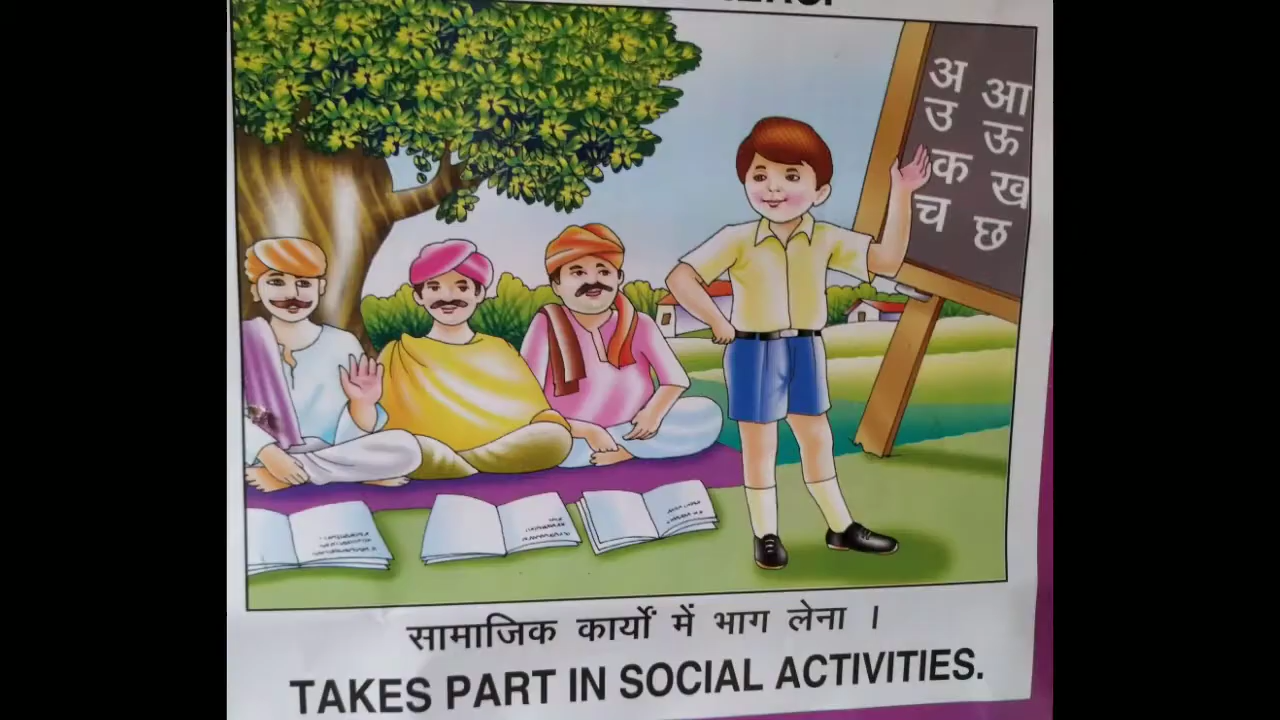 अ आ
उ ऊ
क ख
च छ
सामाजिक कार्यों में भाग लेना ।
TAKES PART IN SOCIAL ACTIVITIES.